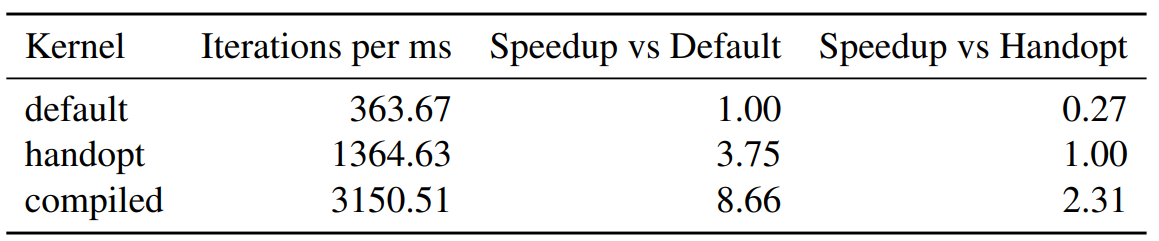 Kernel Iterations per ms Speedup vs Default Speedup vs Handopt
default 363.67 1.00 0.27
handopt 1364.63 3.75 1.00
compiled 3150.51 8.66 2.31